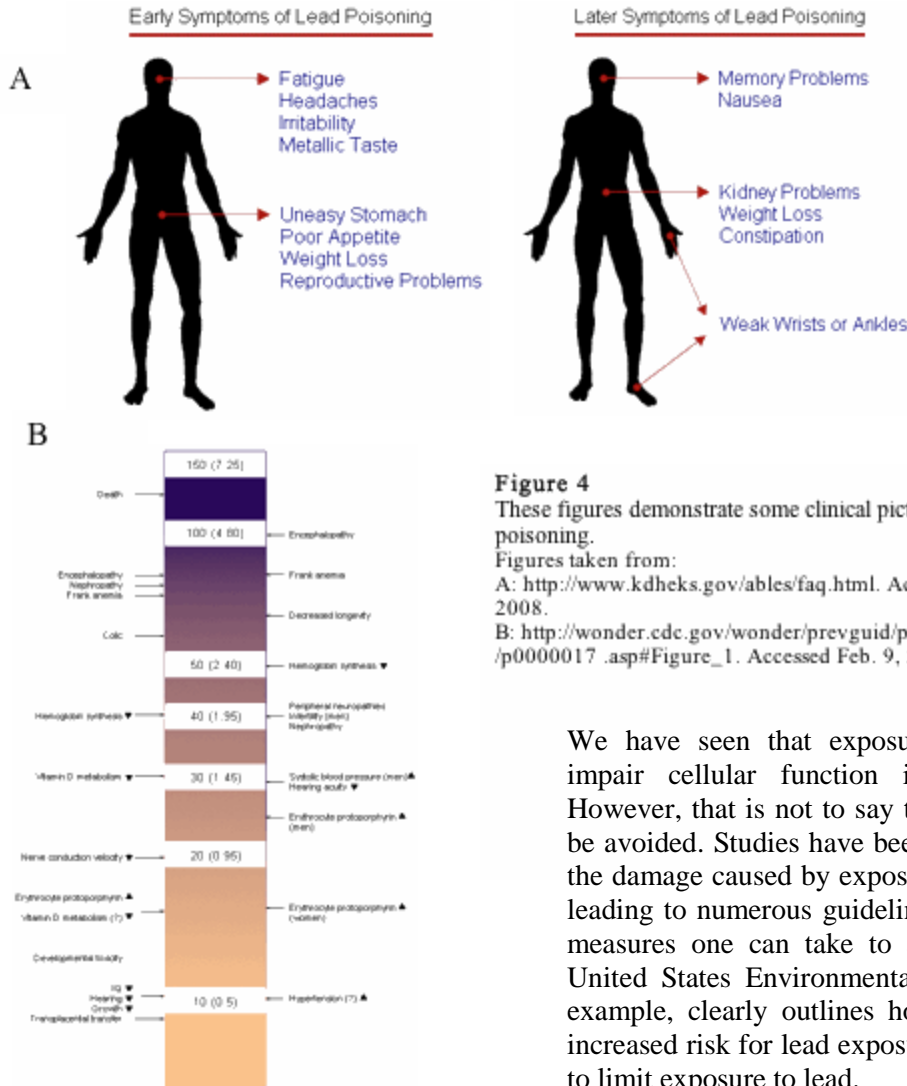 Early Symptoms of Lead Poisoning
Later Symptoms of Lead Poisoning
A
Fatigue
Headaches
Irritability
Metallic Taste
Uneasy Stomach
Poor Appetite
Weight Loss
Reproductive Problems
Memory Problems
Nausea
Kidney Problems
Weight Loss
Constipation
Weak Wrists or Ankles
B
150 (7 25)
Death
100 (4 80)
Encephalopathy
Encephalopathy
Nephropathy
Frank anemia
Frank anemia
Decreased longevity
Colic
50 (2 40)
Hemoglobin synthesis ▼
Hemoglobin synthesis ▼
40 (1.95)
Peripheral neuropathies
Infertility (men)
Nephropathy
Vitamin D metabolism ▼
30 (1 45)
Systolic blood pressure (men) ▲
Hearing acuity ▼
Erythrocyte protoporphyrin ▲
(men)
Nerve conduction velocity ▼
20 (0.95)
Erythrocyte protoporphyrin ▲
Vitamin D metabolism (?) ▼
Erythrocyte protoporphyrin ▲
(women)
Developmental toxicity
IQ ▼
Hearing ▼
Growth ▼
Transplacental transfer
10 (0 5)
Hypertension (?) ▲
Figure 4
These figures demonstrate some clinical pict
poisoning.
Figures taken from:
A: http://www.kdheks.gov/ables/faq.html. Ac
2008.
B: http://wonder.cdc.gov/wonder/prevguid/p
/p0000017 .asp#Figure_1. Accessed Feb. 9,
We have seen that exposu
impair cellular function i
However, that is not to say t
be avoided. Studies have bee
the damage caused by expos
leading to numerous guidelin
measures one can take to
United States Environmenta
example, clearly outlines ho
increased risk for lead expost
to limit exposure to lead.